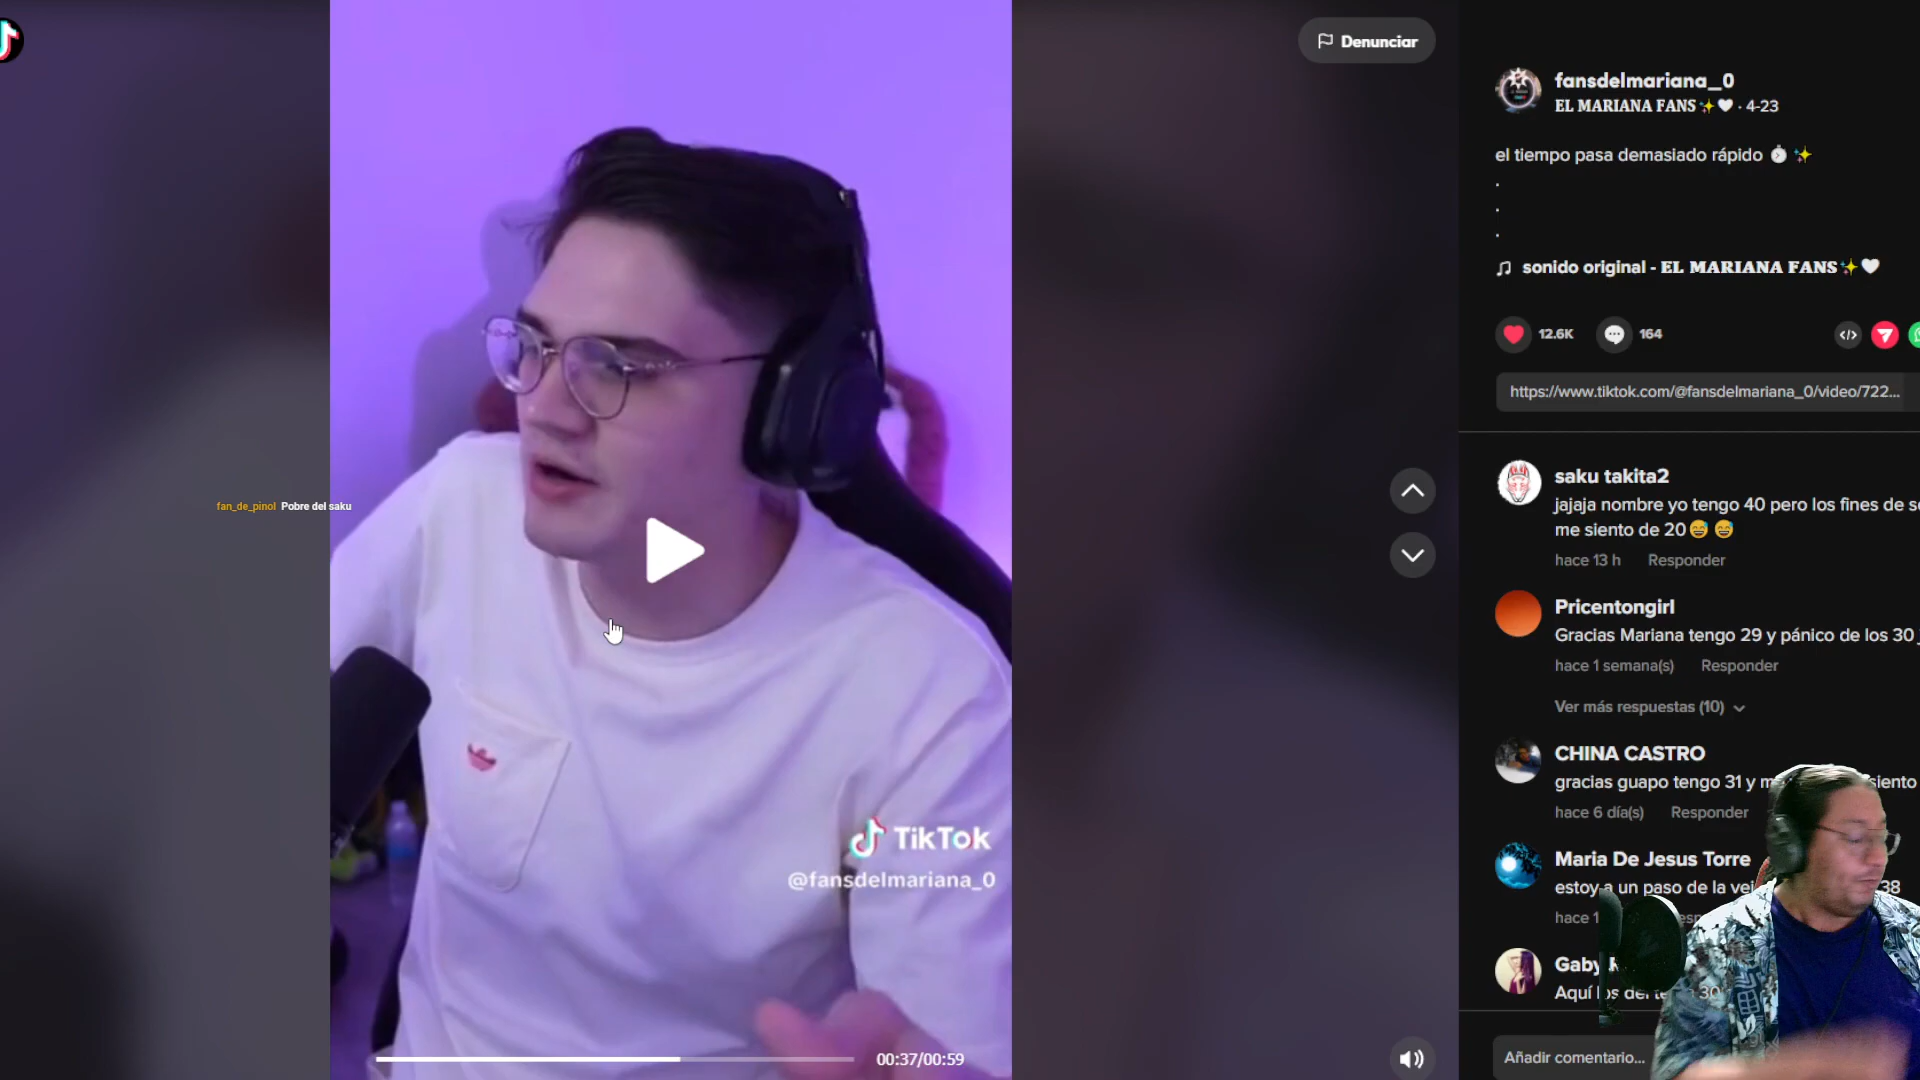 Denunciar
fansdelmariana_0
EL MARIANA FANS✨🤍 · 4-23
el tiempo pasa demasiado rápido ⏱️✨
.
.
.
sonido original - EL MARIANA FANS✨🤍
12.6K
164
https://www.tiktok.com/@fansdelmariana_0/video/722...
saku takita2
jajaja nombre yo tengo 40 pero los fines de
me siento de 20😅 😅
hace 13 h Responder
Pricentongirl
Gracias Mariana tengo 29 y pánico de los 30
hace 1 semana(s) Responder
Ver más respuestas (10)
CHINA CASTRO
gracias guapo tengo 31 y siento
hace 6 día(s) Responder
Maria De Jesus Torre
estoy a un paso de la 38
hace
Gaby
Aquí los 30
Añadir comentario...
fan_de_pinol Pobre del saku
TikTok
@fansdelmariana_0
00:37/00:59